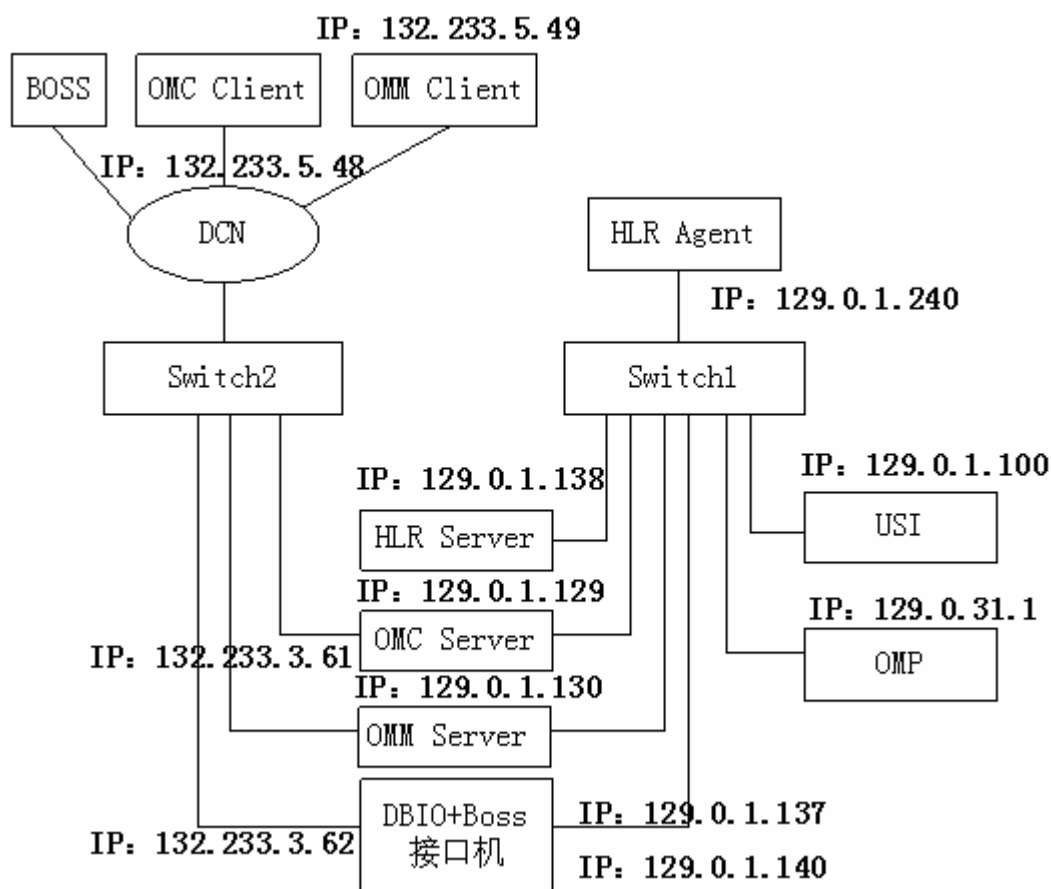 IP：132.233.5.49
BOSS
OMC Client
OMM Client
IP：132.233.5.48
DCN
HLR Agent
IP：129.0.1.240
Switch2
Switch1
IP：129.0.1.138
IP：129.0.1.100
HLR Server
USI
IP：129.0.1.129
IP：129.0.31.1
OMC Server
IP：132.233.3.61
OMP
IP：129.0.1.130
OMM Server
DBIO+Boss
接口机
IP：129.0.1.137
IP：132.233.3.62
IP：129.0.1.140